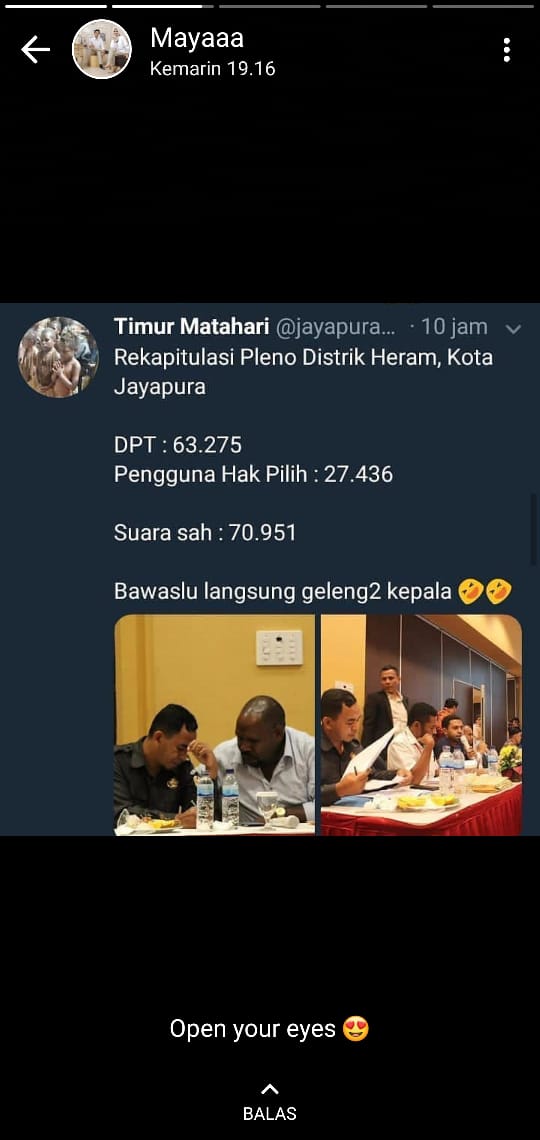 Mayaaa
Kemarin 19.16
Timur Matahari @jayapura... · 10 jam
Rekapitulasi Pleno Distrik Heram, Kota
Jayapura
DPT : 63.275
Pengguna Hak Pilih : 27.436
Suara sah : 70.951
Bawaslu langsung geleng2 kepala 🤣🤣
Open your eyes 😍
BALAS